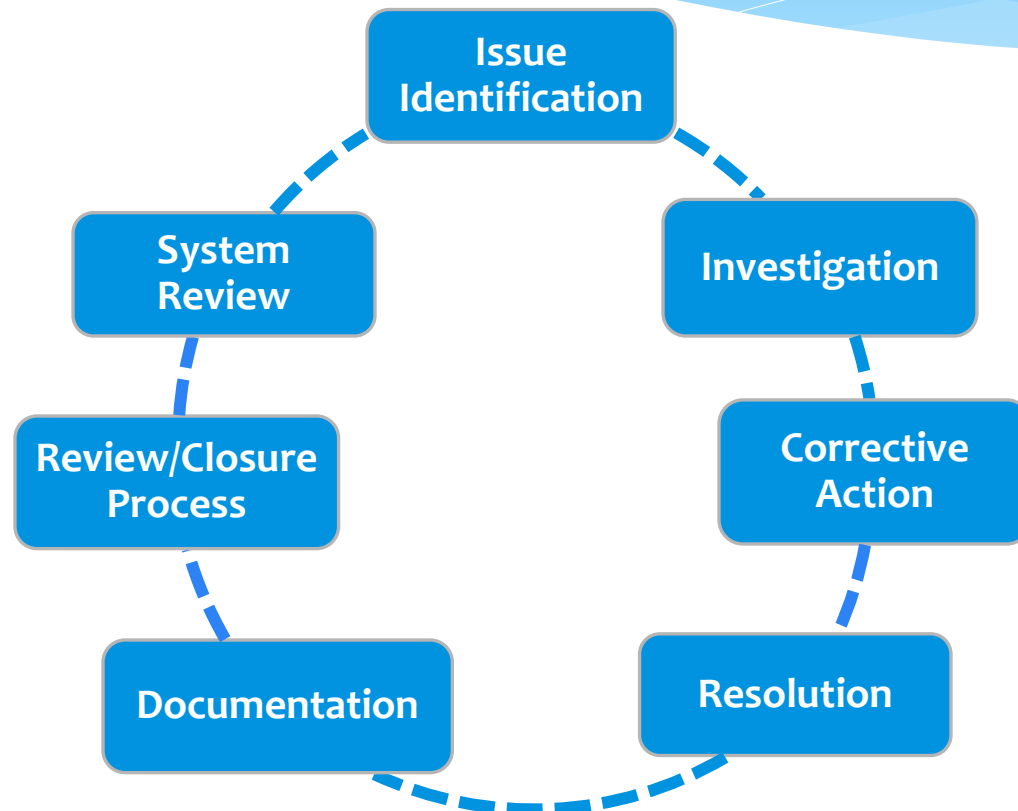 Issue
Identification
Investigation
Corrective
Action
Resolution
Documentation
Review/Closure
Process
System
Review